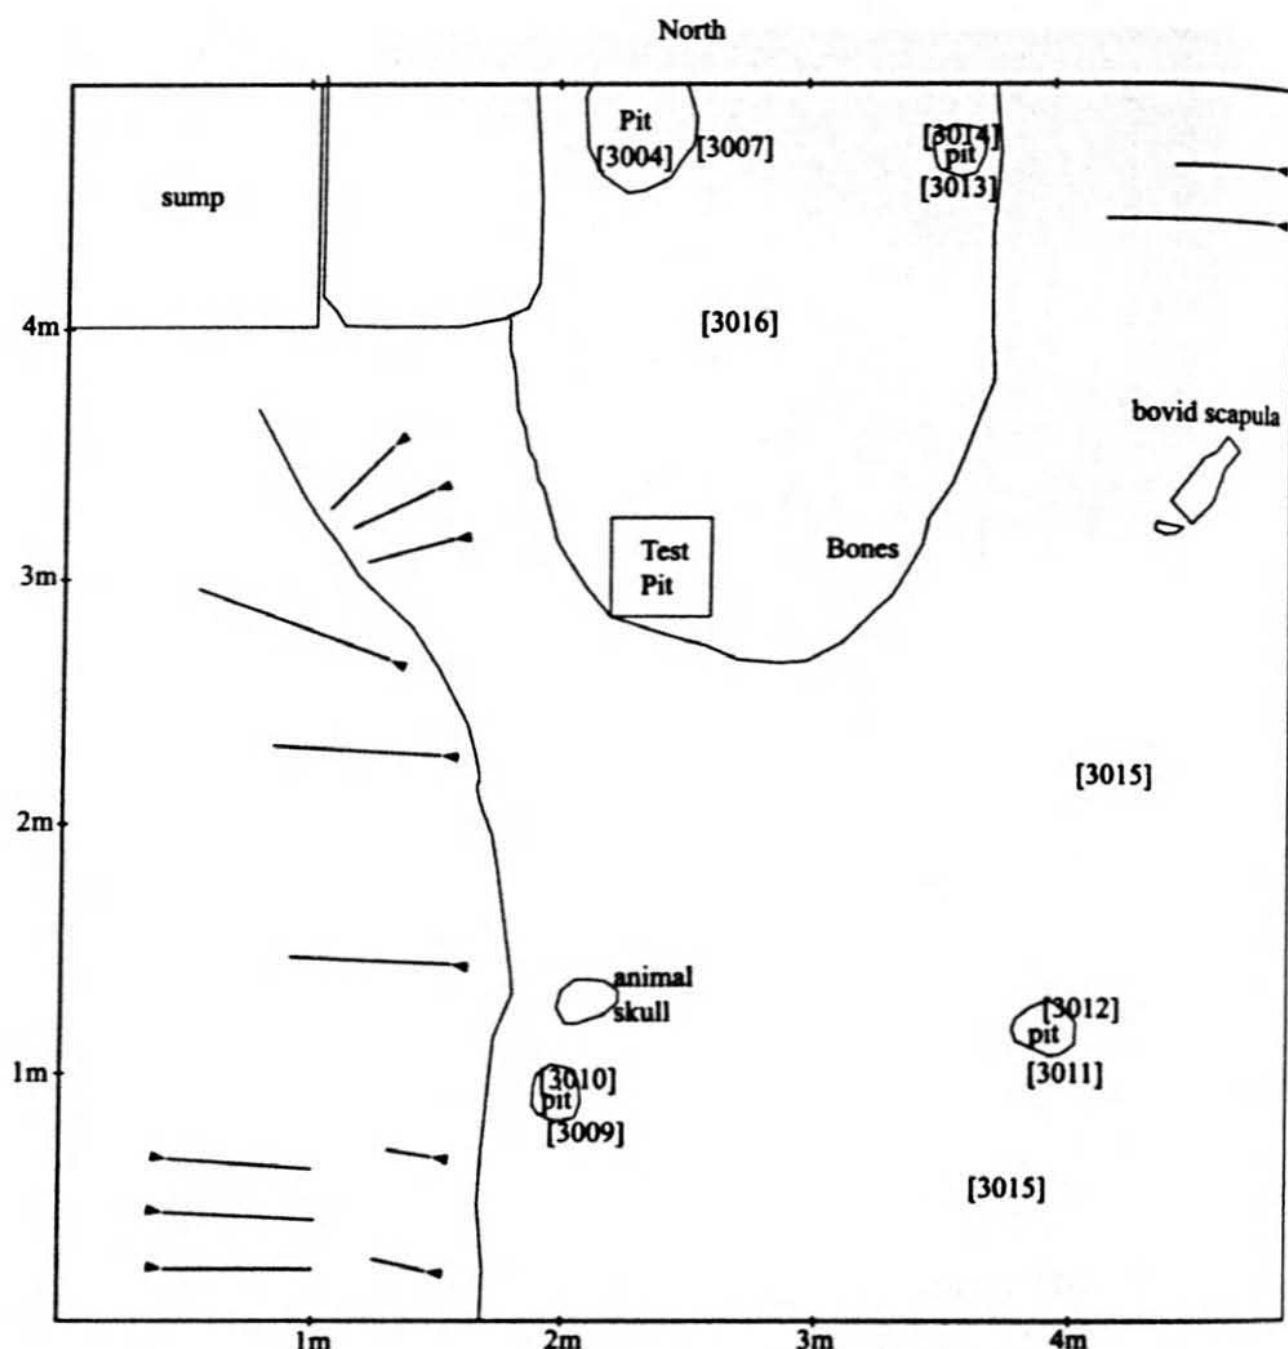 North
Pit
[3004]
[3007]
[3014]
pit
[3013]
sump
4m
[3016]
bovid scapula
Test
Pit
Bones
3m
[3015]
2m
animal
skull
[3012]
pit
[3011]
1m
[3010]
pit
[3009]
[3015]
1m
2m
3m
4m